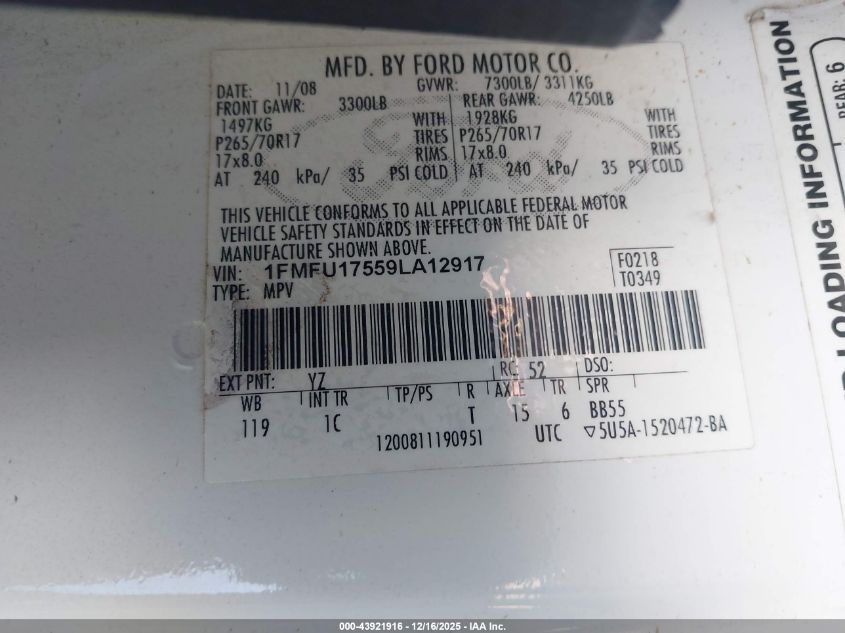 MFD. BY FORD MOTOR CO.
DATE: 11/08 GVWR: 7300LB/ 3311KG
FRONT GAWR: 3300LB REAR GAWR: 4250LB
1497KG WITH 1928KG WITH
P265/70R17 TIRES P265/70R17 TIRES
17x8.0 RIMS 17x8.0 RIMS
AT 240 kPa/ 35 PSI COLD AT 240 kPa/ 35 PSI COLD
Ford
THIS VEHICLE CONFORMS TO ALL APPLICABLE FEDERAL MOTOR
VEHICLE SAFETY STANDARDS IN EFFECT ON THE DATE OF
MANUFACTURE SHOWN ABOVE.
VIN: 1FMFU17559LA12917 F0218
TYPE: MPV T0349
EXT PNT: YZ RC: 52 DSO:
WB INT TR TP/PS R AXLE TR SPR
119 1C T 15 6 BB55
1200811190951 UTC ▽5U5A-1520472-BA
LOADING INFORMATION
REAR: 6
000-43921916 - 12/16/2025 - IAA Inc.